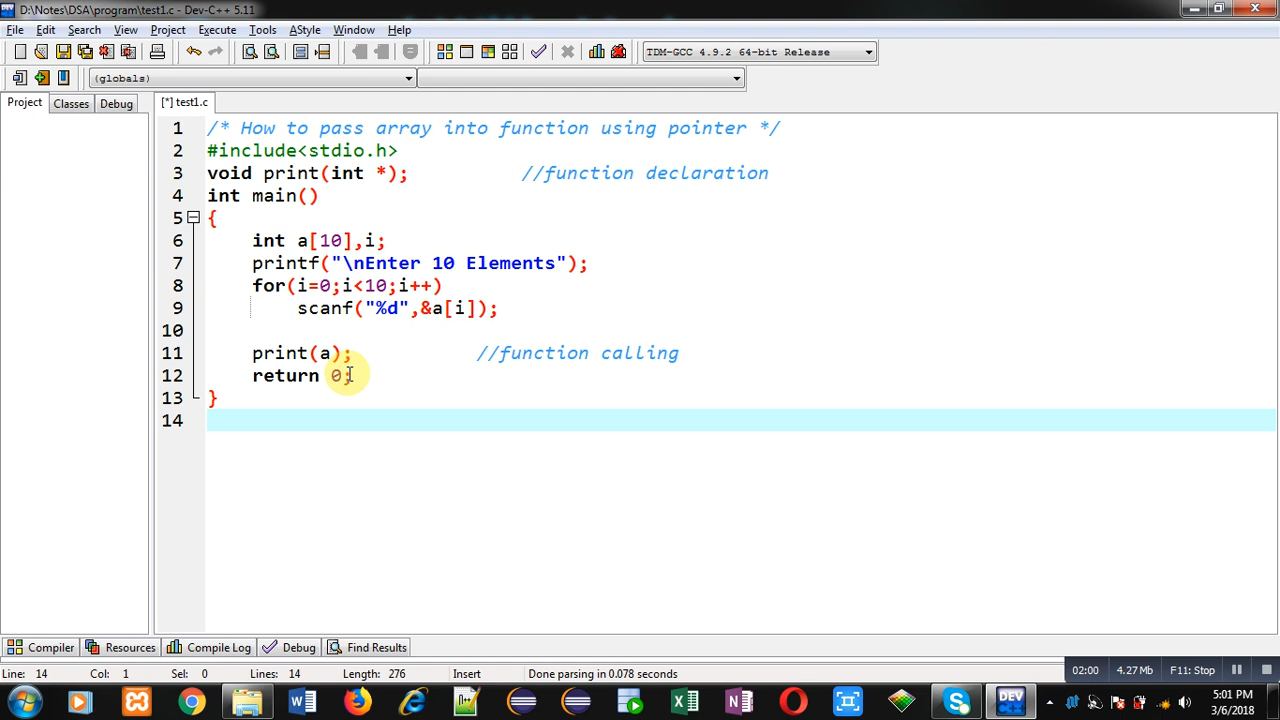 D:\Notes\DSA\program\test1.c - Dev-C++ 5.11
File Edit Search View Project Execute Tools AStyle Window Help
TDM-GCC 4.9.2 64-bit Release
(globals)
Project Classes Debug [*] test1.c
1 /* How to pass array into function using pointer */
2 #include<stdio.h>
3 void print(int *); //function declaration
4 int main()
5 {
6 int a[10],i;
7 printf("\nEnter 10 Elements");
8 for(i=0;i<10;i++)
9 scanf("%d",&a[i]);
10
11 print(a); //function calling
12 return 0;
13 }
14
Compiler Resources Compile Log Debug Find Results
Line: 14 Col: 1 Sel: 0 Lines: 14 Length: 276 Insert Done parsing in 0.078 seconds
02:00 4.27 Mb F11: Stop
DEV C++
5:01 PM
3/6/2018